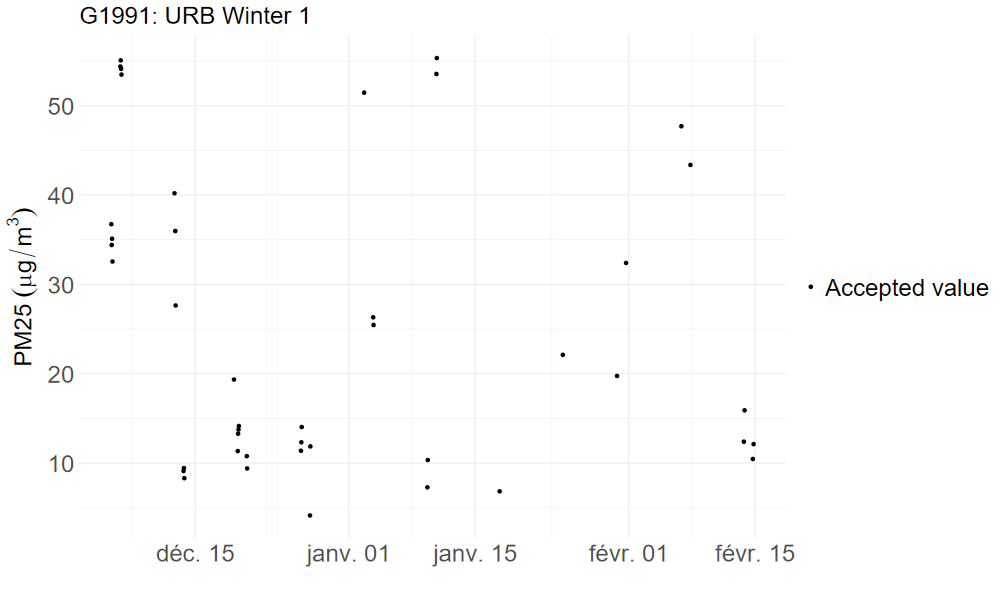 G1991: URB Winter 1
PM25 (μg/m³)
50
40
30
20
10
déc. 15
janv. 01
janv. 15
févr. 01
févr. 15
Accepted value